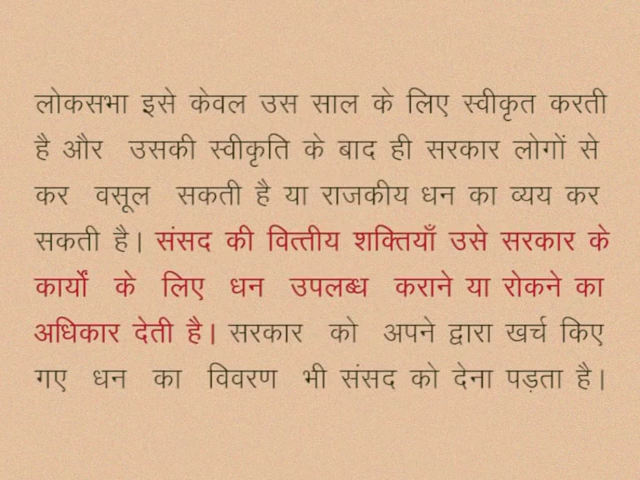 लोकसभा इसे केवल उस साल के लिए स्वीकृत करती
है और उसकी स्वीकृति के बाद ही सरकार लोगों से
कर वसूल सकती है या राजकीय धन का व्यय कर
सकती है। संसद की वित्तीय शक्तियाँ उसे सरकार के
कार्यों के लिए धन उपलब्ध कराने या रोकने का
अधिकार देती है। सरकार को अपने द्वारा खर्च किए
गए धन का विवरण भी संसद को देना पड़ता है।